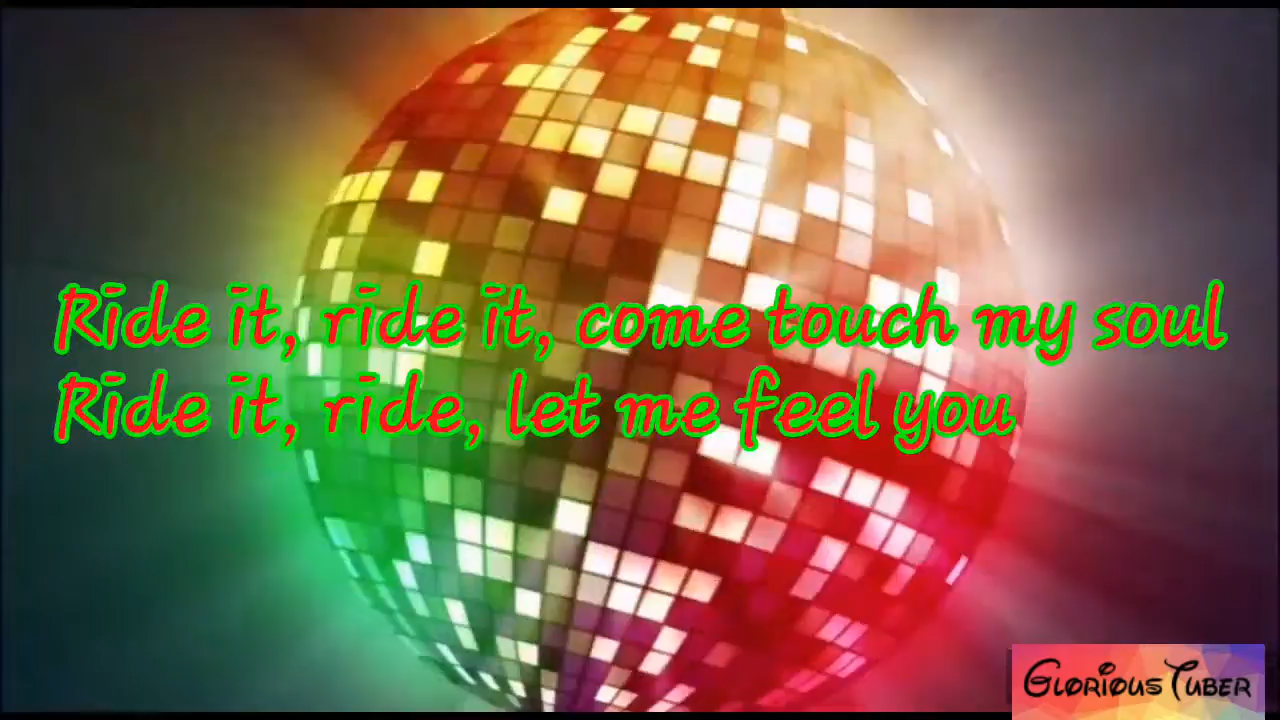 Ride it, ride it, come touch my soul
Ride it, ride, let me feel you
Glorious Tuber